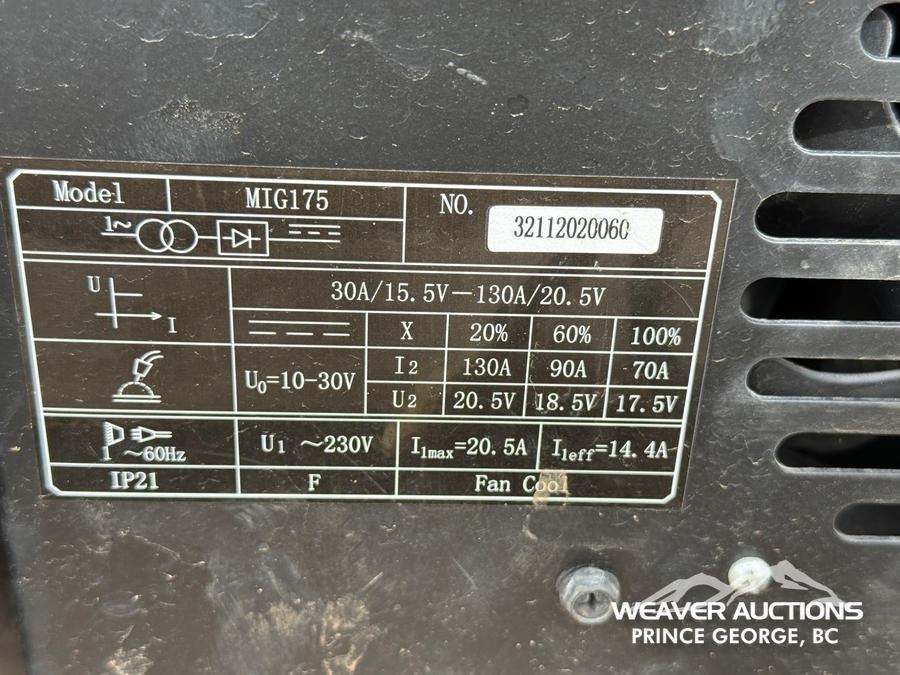 Model MIG175 NO. 32112020060
1~
U I 30A/15.5V—130A/20.5V
X 20% 60% 100%
U₀=10-30V I2 130A 90A 70A
U2 20.5V 18.5V 17.5V
~60Hz U₁ ~230V I₁max=20.5A I₁eff=14.4A
IP21 F Fan Cool
WEAVER AUCTIONS
PRINCE GEORGE, BC